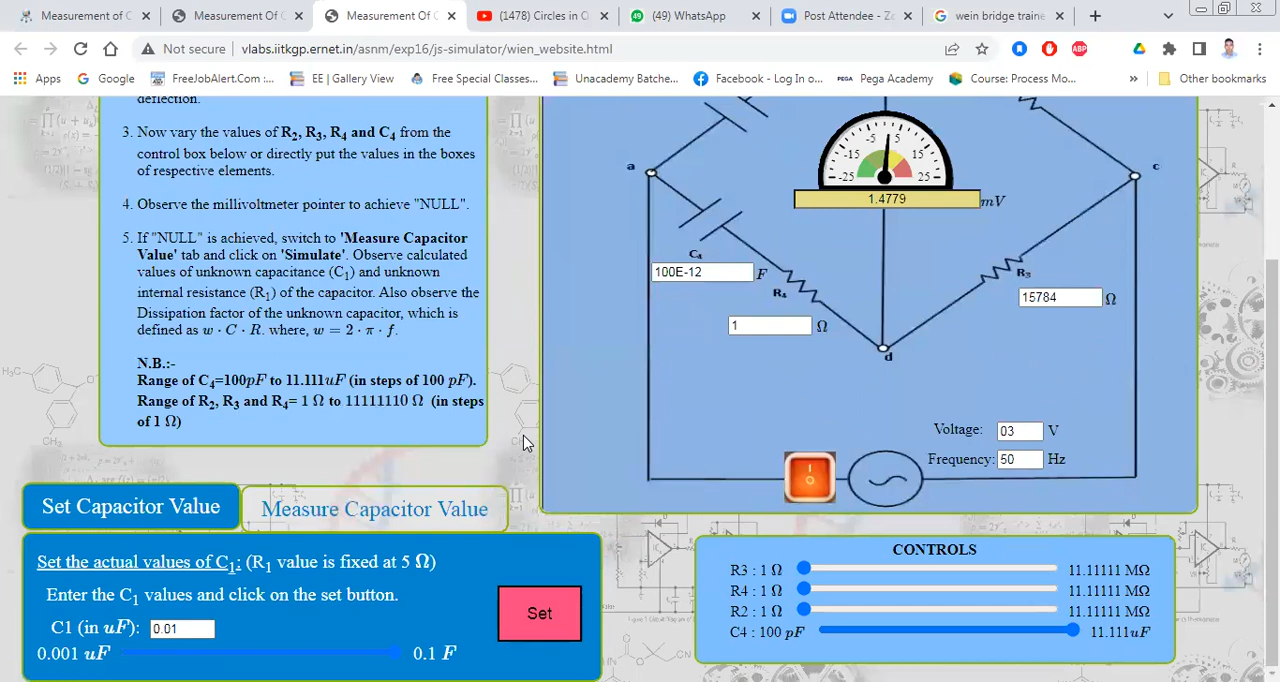 Measurement of C
Measurement Of C
Measurement Of C
(1478) Circles in C
(49) WhatsApp
Post Attendee - Zo
wein bridge traine
Not secure
vlabs.iitkgp.ernet.in/asnm/exp16/js-simulator/wien_website.html
Apps
Google
FreeJobAlert.Com :...
EE | Gallery View
Free Special Classes...
Unacademy Batche...
Facebook - Log In o...
PEGA Pega Academy
Course: Process Mo...
»
Other bookmarks
deflection.
3. Now vary the values of R2, R3, R4 and C4 from the
control box below or directly put the values in the boxes
of respective elements.
4. Observe the millivoltmeter pointer to achieve "NULL".
5. If "NULL" is achieved, switch to 'Measure Capacitor
Value' tab and click on 'Simulate'. Observe calculated
values of unknown capacitance (C1) and unknown
internal resistance (R1) of the capacitor. Also observe the
Dissipation factor of the unknown capacitor, which is
defined as w · C · R. where, w = 2 · π · f.
N.B.:-
Range of C4=100pF to 11.111uF (in steps of 100 pF).
Range of R2, R3 and R4= 1 Ω to 11111110 Ω (in steps
of 1 Ω)
a
c
-25 -15 -5 5 15 25
1.4779 mV
C4
100E-12 F
R4
1 Ω
R3
15784 Ω
d
Voltage: 03 V
Frequency: 50 Hz
Set Capacitor Value
Measure Capacitor Value
Set the actual values of C1: (R1 value is fixed at 5 Ω)
Enter the C1 values and click on the set button.
C1 (in uF): 0.01
0.001 uF 0.1 F
Set
CONTROLS
R3 : 1 Ω 11.11111 MΩ
R4 : 1 Ω 11.11111 MΩ
R2 : 1 Ω 11.11111 MΩ
C4 : 100 pF 11.111uF